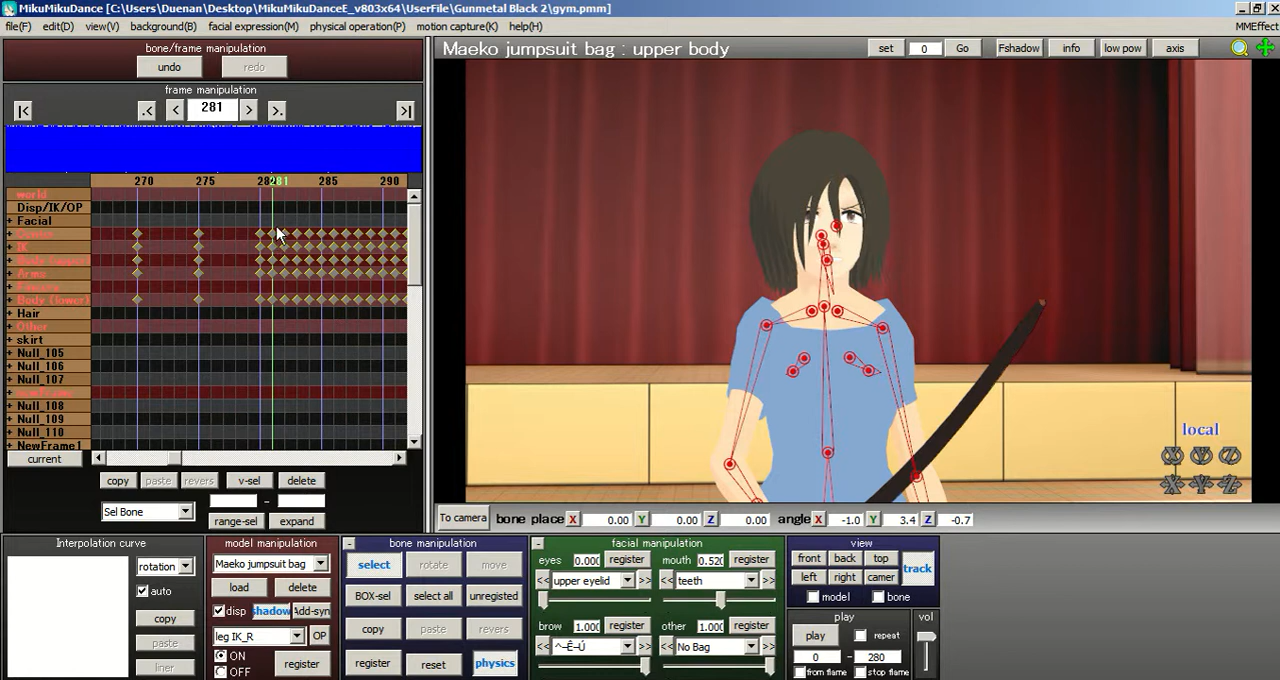 MikuMikuDance [C:\Users\Duenan\Desktop\MikuMikuDanceE_v803x64\UserFile\Gunmetal Black 2\gym.pmm]
file(F) edit(D) view(V) background(B) facial expression(M) physical operation(P) motion capture(K) help(H) MMEffect
bone/frame manipulation
undo redo
frame manipulation
|< .< < 281 > >. >|
270 275 281 285 290
world
Disp/IK/OP
+ Facial
+ Center
+ IK
+ Arms
+ Fingers
+ Body (lower)
+ Hair
+ Other
+ skirt
+ Null_105
+ Null_106
+ Null_107
+ Null_108
+ Null_109
+ Null_110
+ NewFrame1
current
copy paste revers v-sel delete
Sel Bone -
range-sel expand
Maeko jumpsuit bag : upper body
set 0 Go Fshadow info low pow axis
local
X Y Z
X Y Z
To camera bone place X 0.00 Y 0.00 Z 0.00 angle X -1.0 Y 3.4 Z -0.7
Interpolation curve
rotation
auto
copy
paste
liner
model manipulation
Maeko jumpsuit bag
load delete
disp shadow Add-syn
leg IK_R OP
ON
OFF
register
bone manipulation
select rotate move
BOX-sel select all unregisted
copy paste revers
register reset physics
facial manipulation
eyes 0.000 register mouth 0.520 register
<< upper eyelid >> << teeth >>
brow 1.000 register other 1.000 register
<< ^-Ê-Ú >> << No Bag >>
view
front back top
left right camer track
model bone
play
play repeat
0 - 280
from flame stop flame
vol